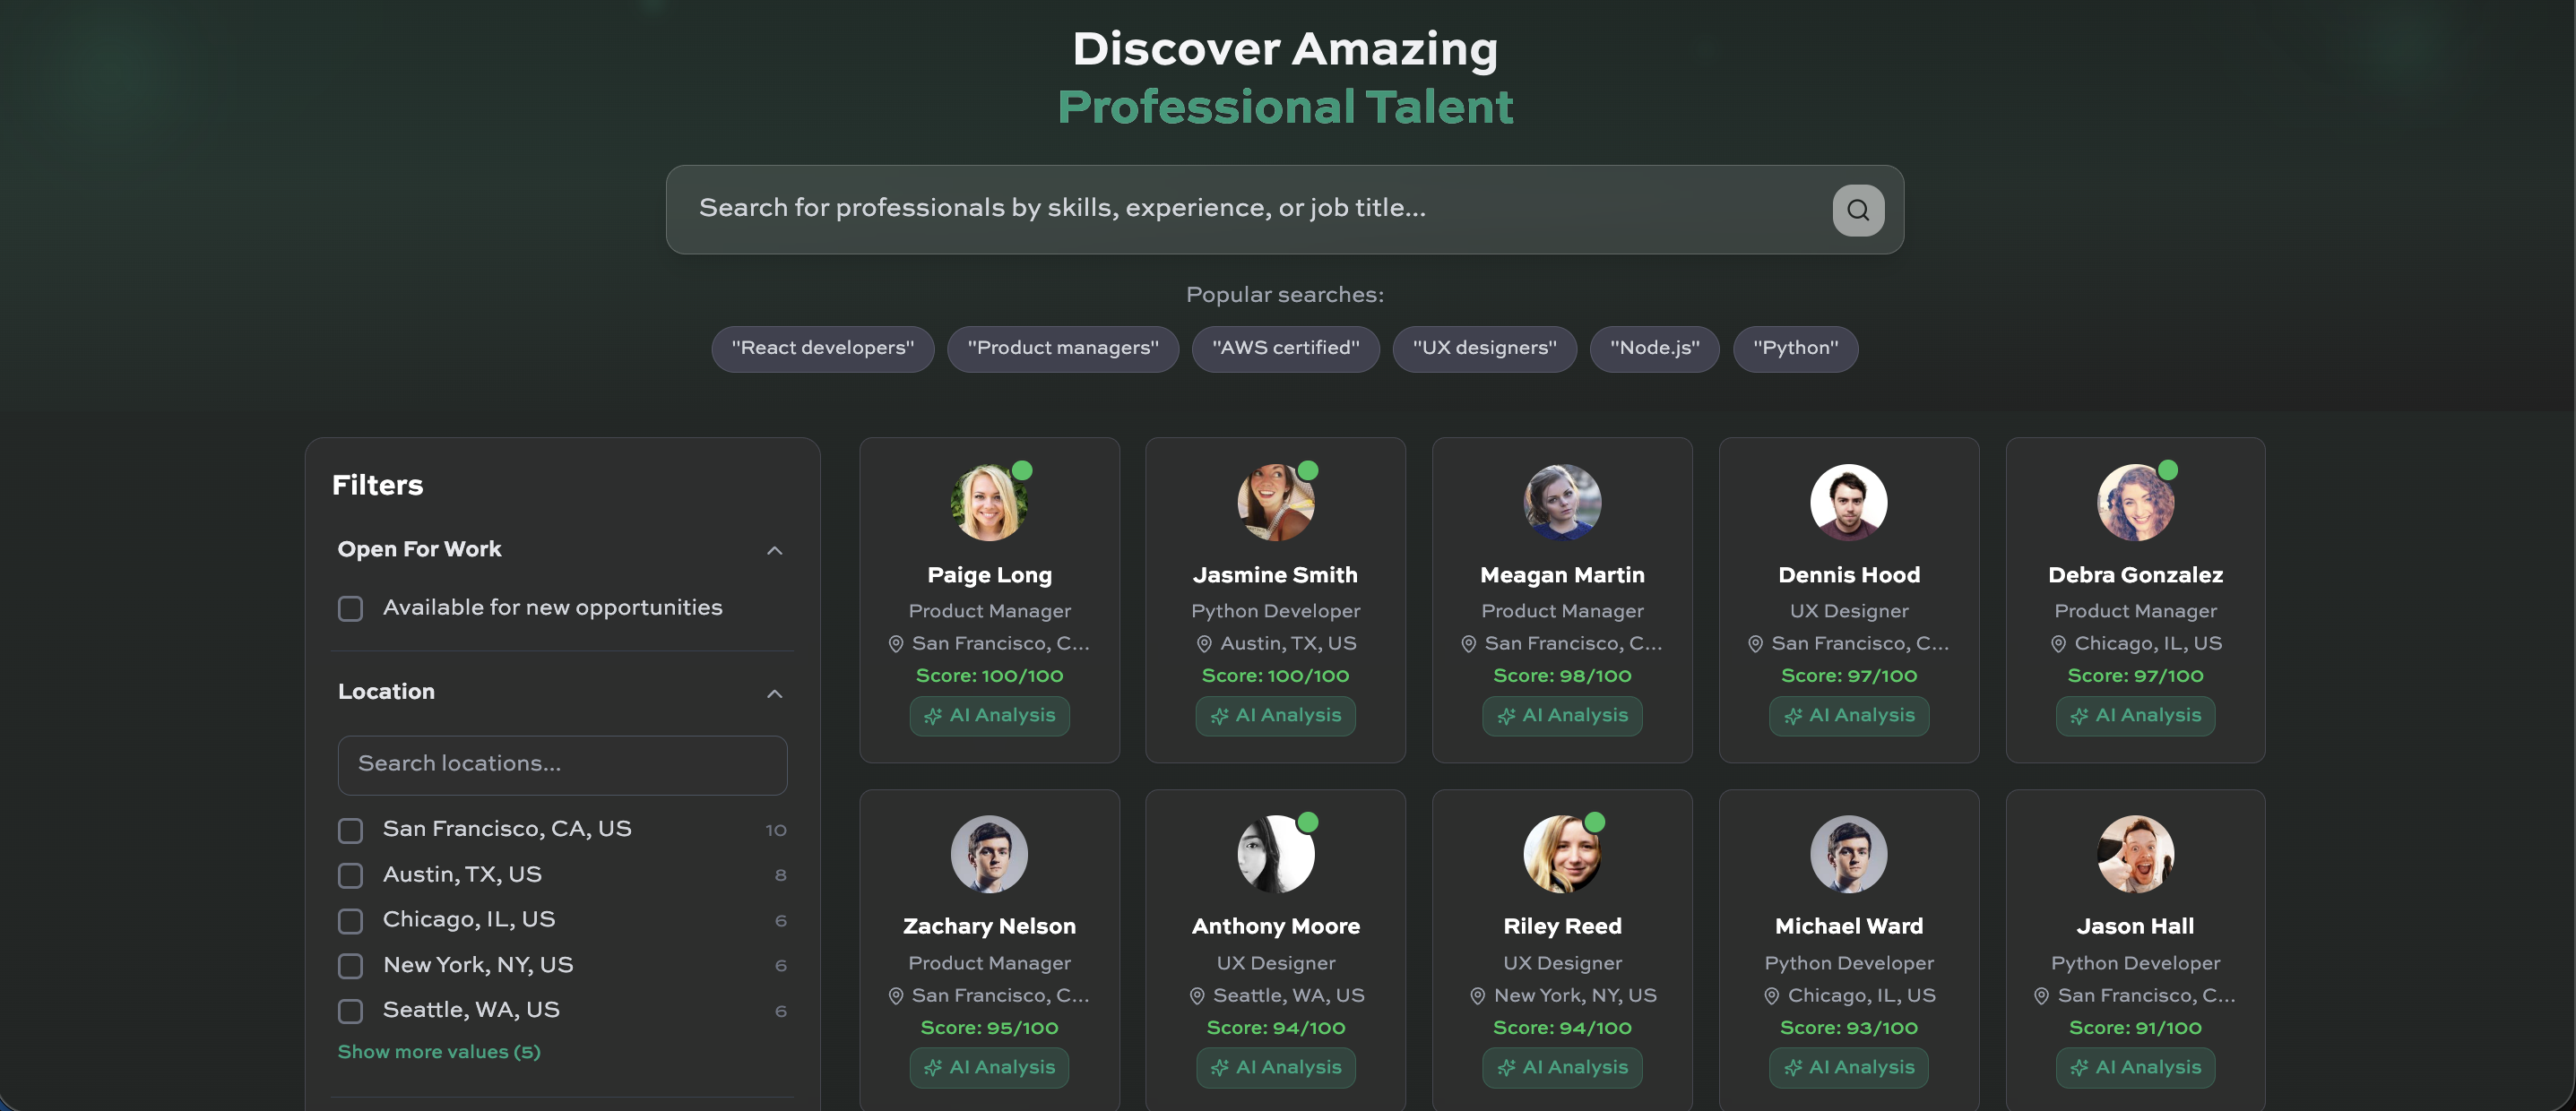 Discover Amazing
Professional Talent
Search for professionals by skills, experience, or job title...
Popular searches:
"React developers" "Product managers" "AWS certified" "UX designers" "Node.js" "Python"
Filters
Open For Work
Available for new opportunities
Location
Search locations...
San Francisco, CA, US 10
Austin, TX, US 8
Chicago, IL, US 6
New York, NY, US 6
Seattle, WA, US 6
Show more values (5)
Paige Long
Product Manager
San Francisco, C...
Score: 100/100
AI Analysis
Jasmine Smith
Python Developer
Austin, TX, US
Score: 100/100
AI Analysis
Meagan Martin
Product Manager
San Francisco, C...
Score: 98/100
AI Analysis
Dennis Hood
UX Designer
San Francisco, C...
Score: 97/100
AI Analysis
Debra Gonzalez
Product Manager
Chicago, IL, US
Score: 97/100
AI Analysis
Zachary Nelson
Product Manager
San Francisco, C...
Score: 95/100
AI Analysis
Anthony Moore
UX Designer
Seattle, WA, US
Score: 94/100
AI Analysis
Riley Reed
UX Designer
New York, NY, US
Score: 94/100
AI Analysis
Michael Ward
Python Developer
Chicago, IL, US
Score: 93/100
AI Analysis
Jason Hall
Python Developer
San Francisco, C...
Score: 91/100
AI Analysis